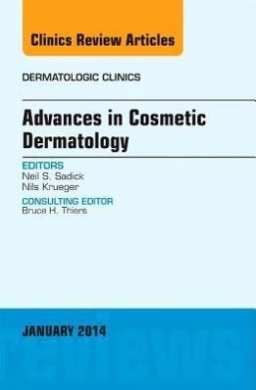 Clinics Review Articles
DERMATOLOGIC CLINICS
Advances in Cosmetic
Dermatology
EDITORS
Neil S. Sadick
Nils Krueger
CONSULTING EDITOR
Bruce H. Thiers
JANUARY 2014
reviews